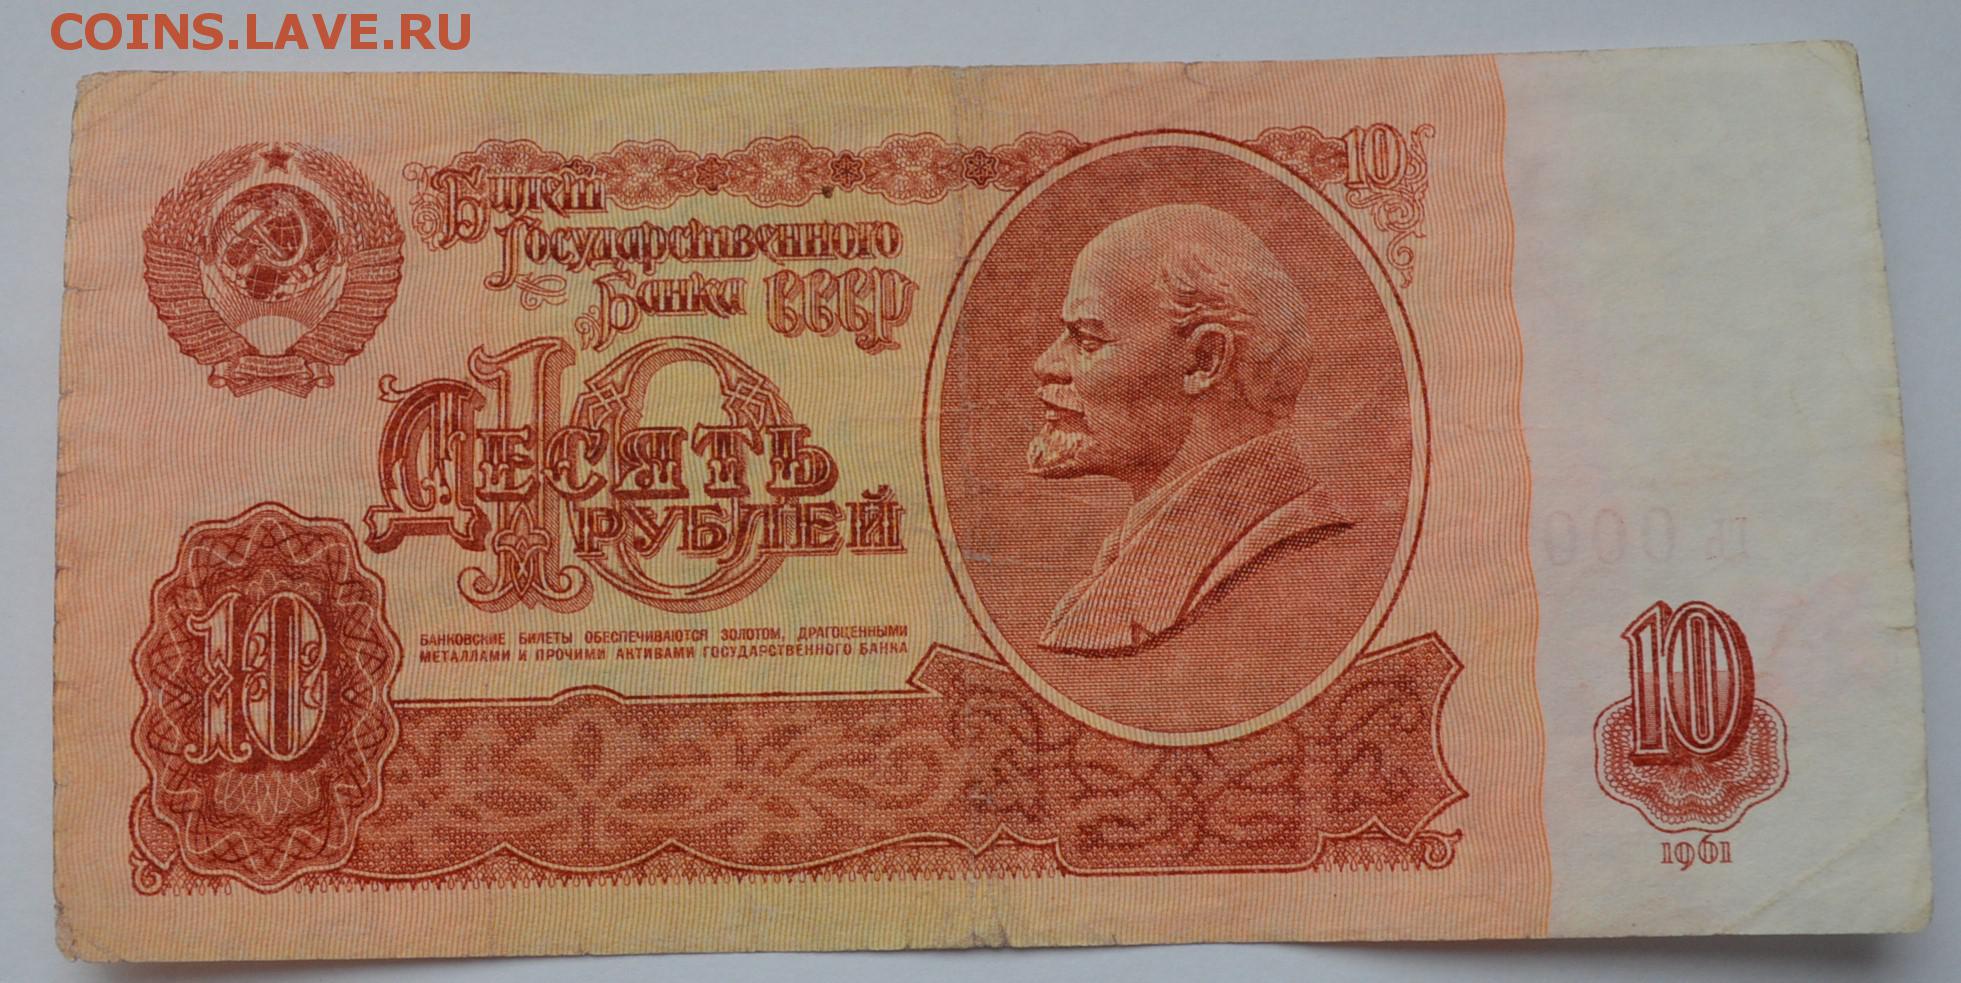 COINS.LAVE.RU
Билет
10
Государственного
Банка СССР
10
Десять
рублей
БАНКОВСКИЕ БИЛЕТЫ ОБЕСПЕЧИВАЮТСЯ ЗОЛОТОМ, ДРАГОЦЕННЫМИ
МЕТАЛЛАМИ И ПРОЧИМИ АКТИВАМИ ГОСУДАРСТВЕННОГО БАНКА
10
10
1961